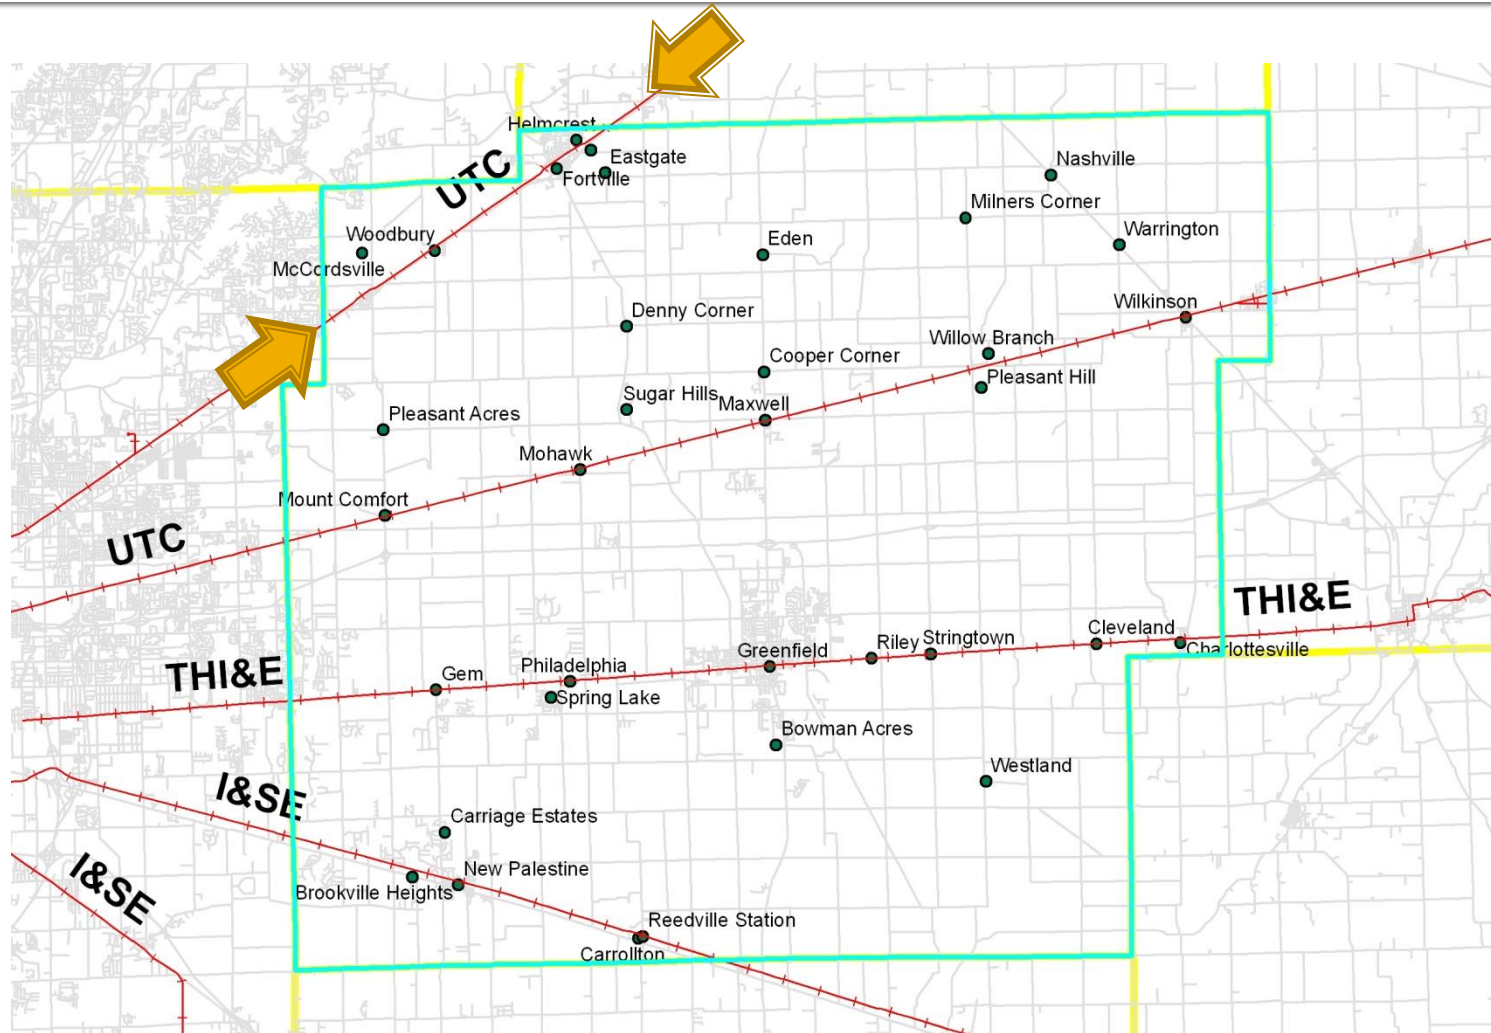 Helmcrest
Eastgate
Fortville
UTC
Nashville
Milners Corner
Woodbury
Eden
Warrington
McCordsville
Denny Corner
Wilkinson
Willow Branch
Cooper Corner
Pleasant Hill
Sugar Hills
Maxwell
Pleasant Acres
Mohawk
Mount Comfort
UTC
THI&E
Cleveland
Riley
Stringtown
Charlottesville
Greenfield
THI&E
Gem
Philadelphia
Spring Lake
Bowman Acres
Westland
I&SE
Carriage Estates
New Palestine
Brookville Heights
I&SE
Reedville Station
Carrollton